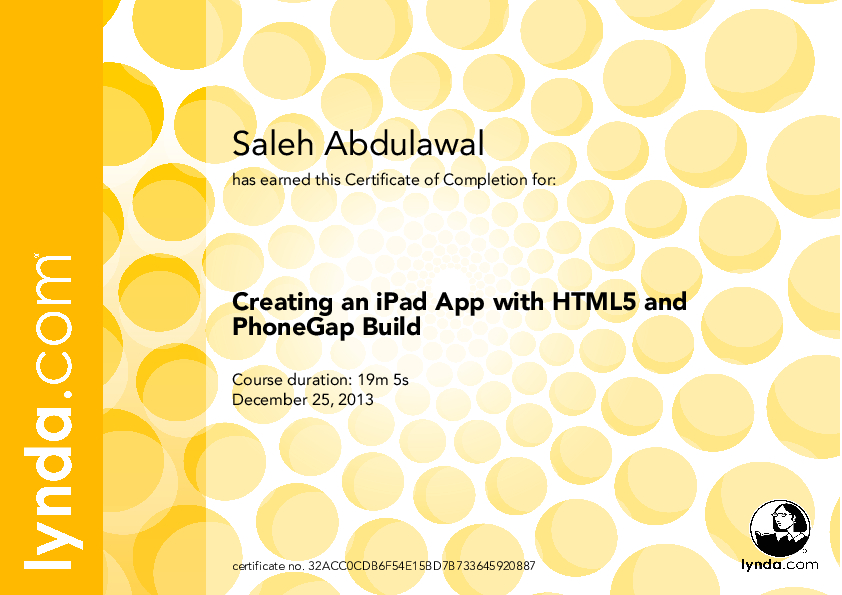 Saleh Abdulawal
has earned this Certificate of Completion for:
Creating an iPad App with HTML5 and
PhoneGap Build
Course duration: 19m 5s
December 25, 2013
certificate no. 32ACC0CDB6F54E15BD7B733645920887
lynda.com
lynda.com